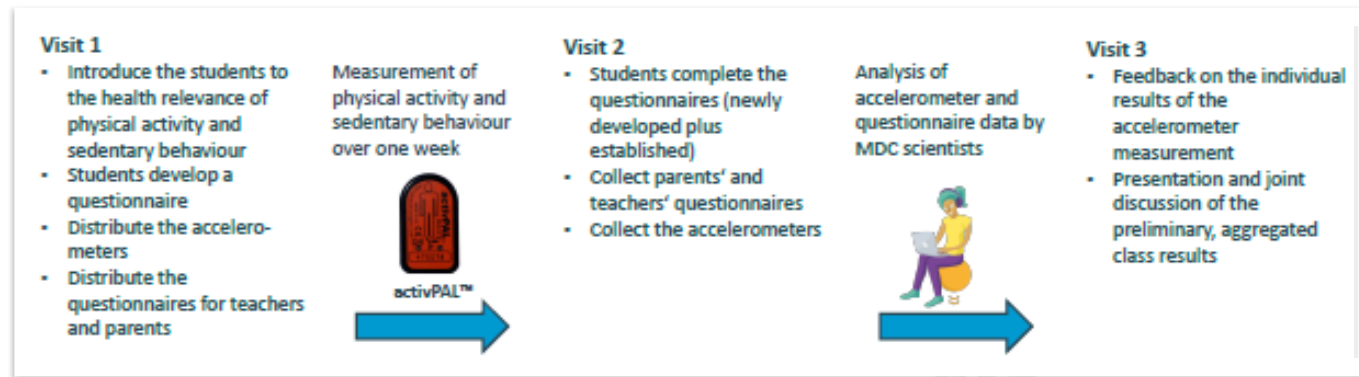 Visit 1
▪ Introduce the students to
the health relevance of
physical activity and
sedentary behaviour
▪ Students develop a
questionnaire
▪ Distribute the accelero-
meters
▪ Distribute the
questionnaires for teachers
and parents
Measurement of
physical activity and
sedentary behaviour
over one week
activPAL
activPAL™
Visit 2
▪ Students complete the
questionnaires (newly
developed plus
established)
▪ Collect parents‘ and
teachers‘ questionnaires
▪ Collect the accelerometers
Analysis of
accelerometer and
questionnaire data by
MDC scientists
Visit 3
▪ Feedback on the individual
results of the
accelerometer
measurement
▪ Presentation and joint
discussion of the
preliminary, aggregated
class results